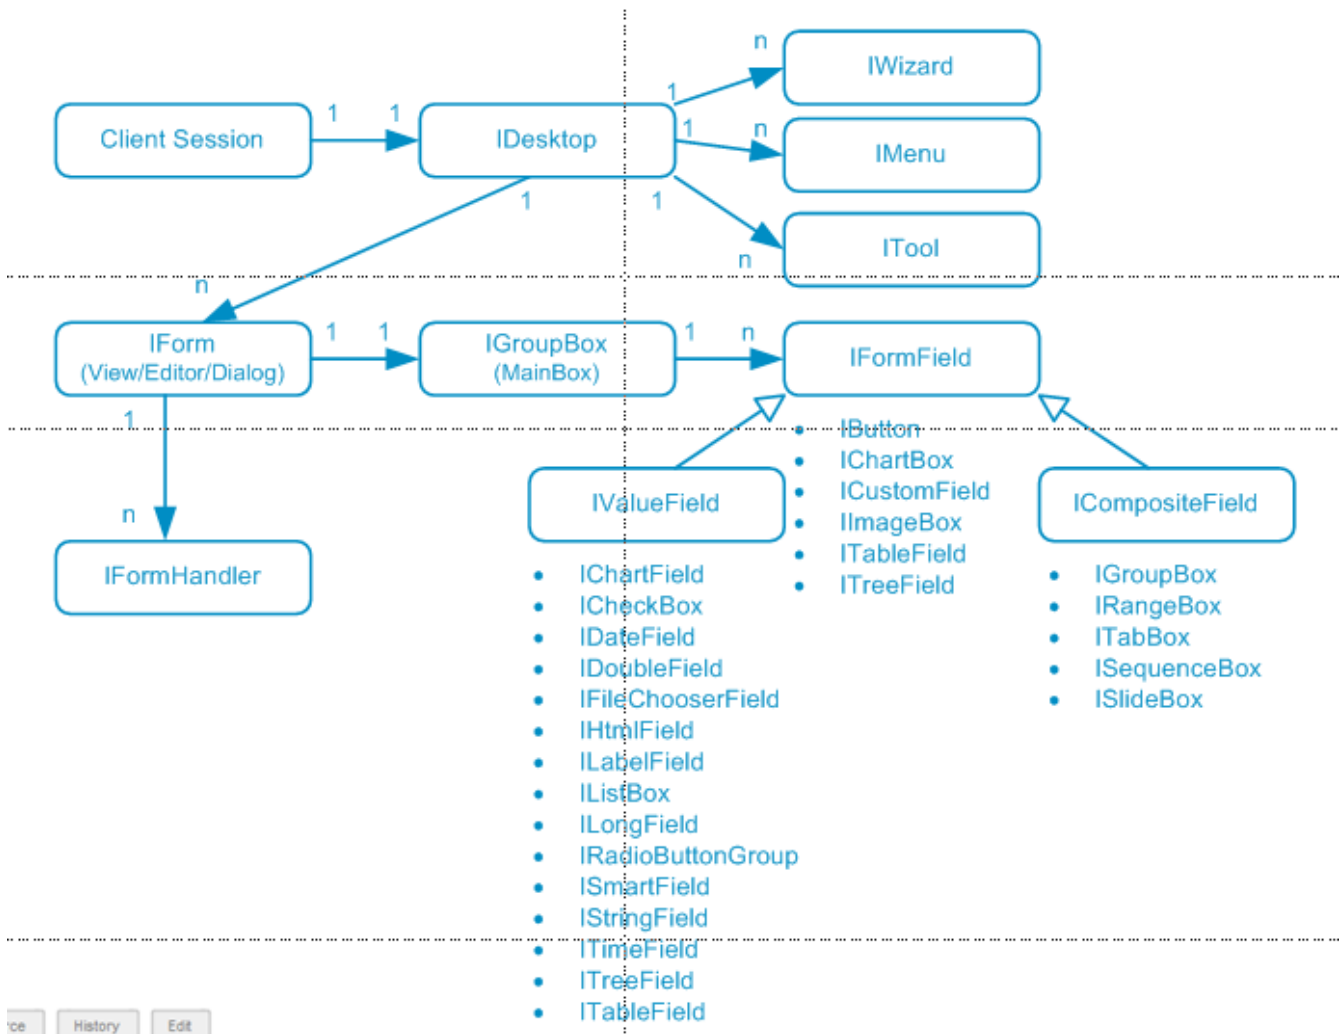 n
IWizard
1
1
1
Client Session
IDesktop
1
n
IMenu
1
1
ITool
n
n
IForm
(View/Editor/Dialog)
1
1
IGroupBox
(MainBox)
1
n
IFormField
1
n
IFormHandler
IValueField
• IButton
• IChartBox
• ICustomField
• IImageBox
• ITableField
• ITreeField
ICompositeField
• IChartField
• ICheckBox
• IDateField
• IDoubleField
• IFileChooserField
• IHtmlField
• ILabelField
• IListBox
• ILongField
• IRadioButtonGroup
• ISmartField
• IStringField
• ITimeField
• ITreeField
• ITableField
• IGroupBox
• IRangeBox
• ITabBox
• ISequenceBox
• ISlideBox
rce
History
Edit